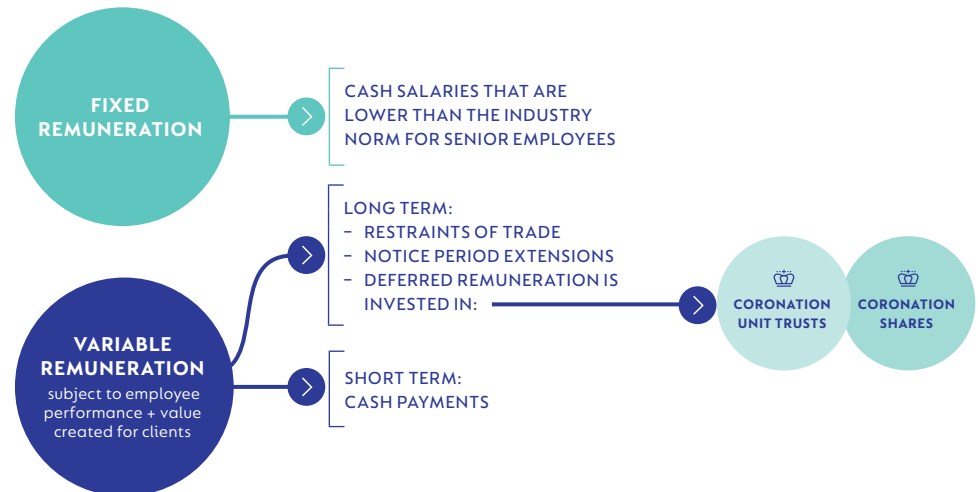 FIXED
REMUNERATION
CASH SALARIES THAT ARE
LOWER THAN THE INDUSTRY
NORM FOR SENIOR EMPLOYEES
VARIABLE
REMUNERATION
subject to employee
performance + value
created for clients
LONG TERM:
– RESTRAINTS OF TRADE
– NOTICE PERIOD EXTENSIONS
– DEFERRED REMUNERATION IS
INVESTED IN:
CORONATION
UNIT TRUSTS
CORONATION
SHARES
SHORT TERM:
CASH PAYMENTS